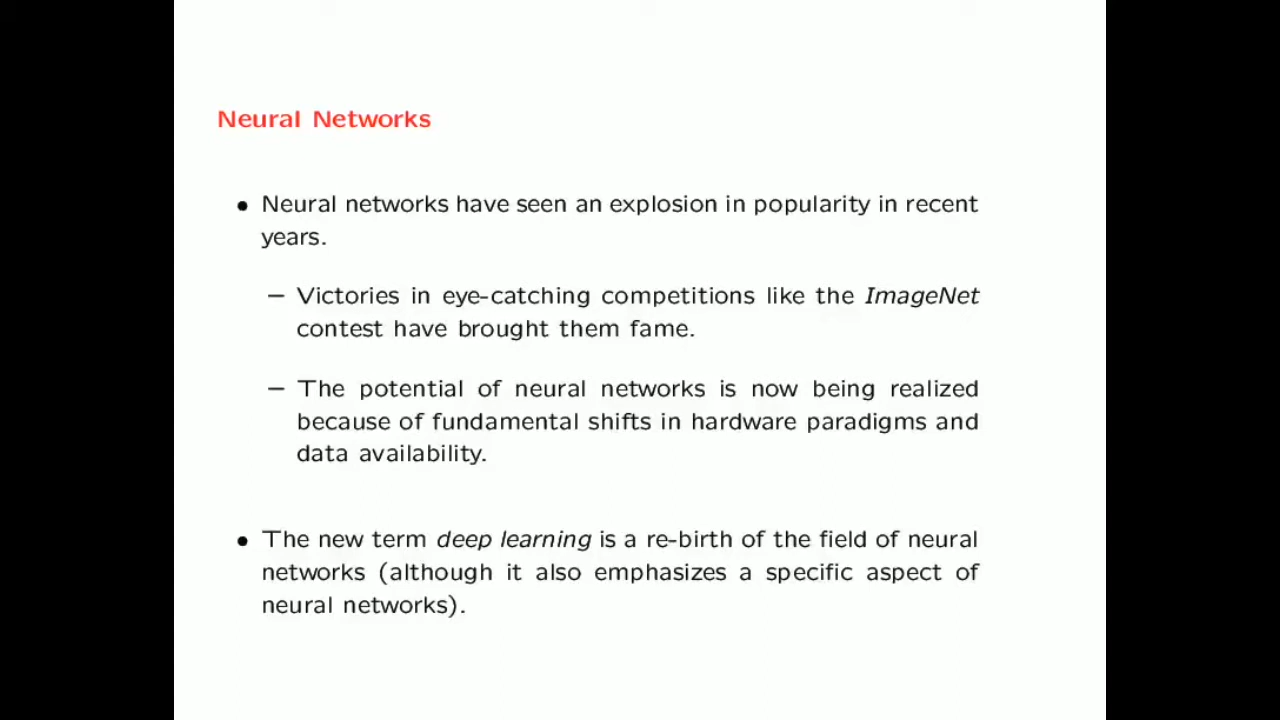 Neural Networks
• Neural networks have seen an explosion in popularity in recent
years.
– Victories in eye-catching competitions like the ImageNet
contest have brought them fame.
– The potential of neural networks is now being realized
because of fundamental shifts in hardware paradigms and
data availability.
• The new term deep learning is a re-birth of the field of neural
networks (although it also emphasizes a specific aspect of
neural networks).